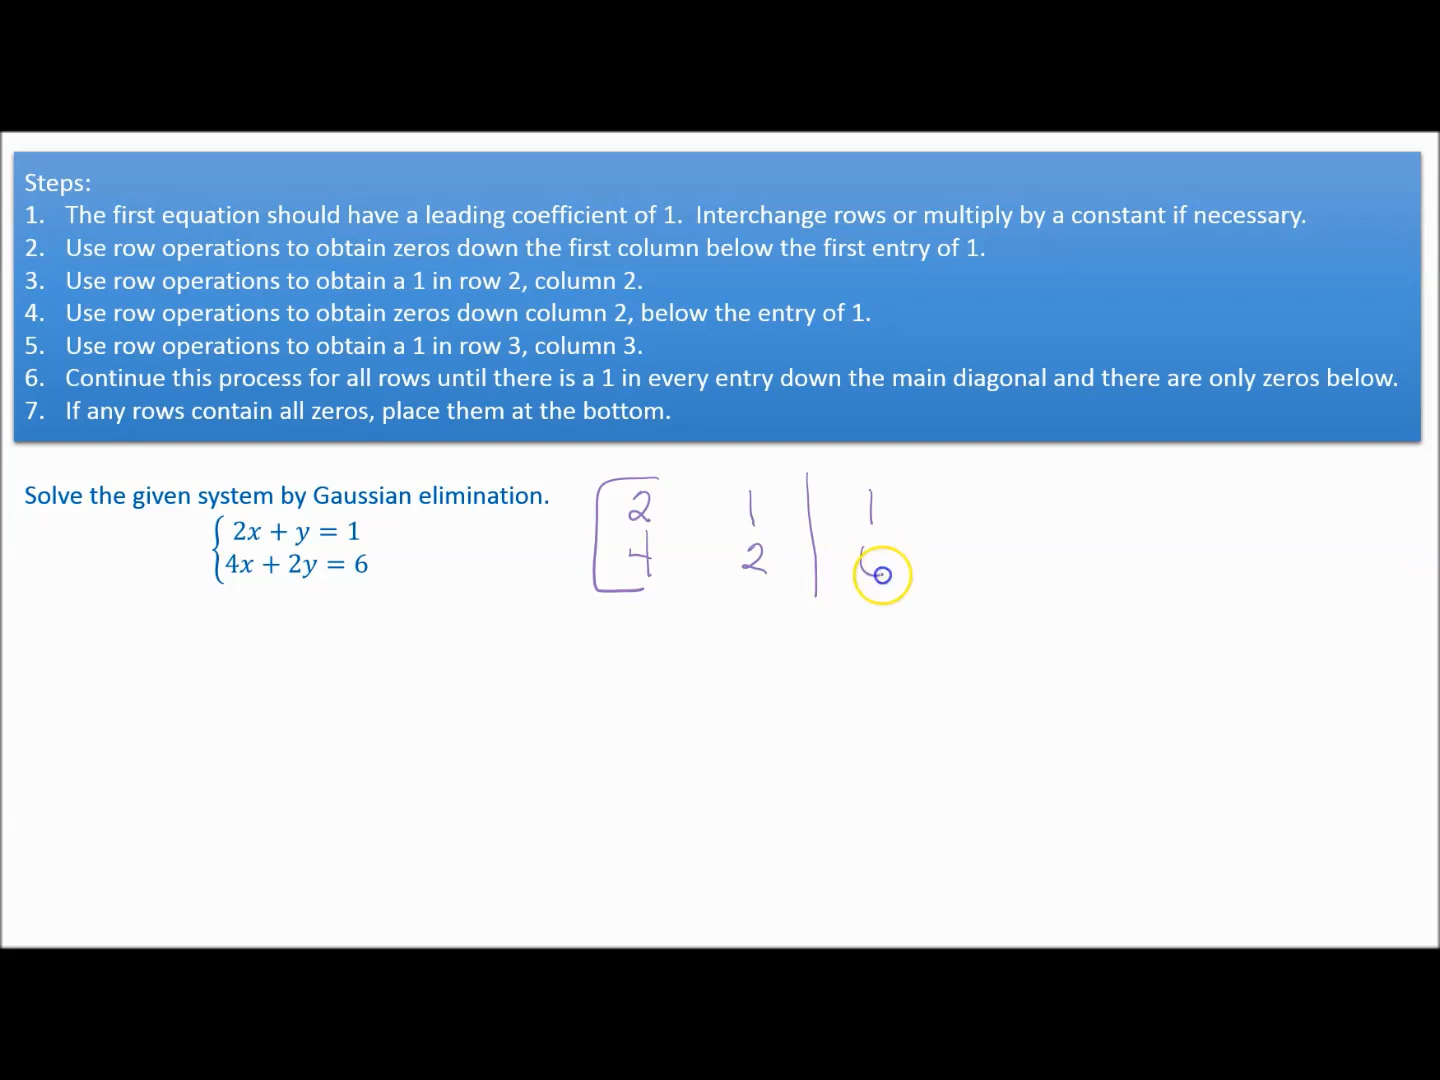 Steps:
1. The first equation should have a leading coefficient of 1. Interchange rows or multiply by a constant if necessary.
2. Use row operations to obtain zeros down the first column below the first entry of 1.
3. Use row operations to obtain a 1 in row 2, column 2.
4. Use row operations to obtain zeros down column 2, below the entry of 1.
5. Use row operations to obtain a 1 in row 3, column 3.
6. Continue this process for all rows until there is a 1 in every entry down the main diagonal and there are only zeros below.
7. If any rows contain all zeros, place them at the bottom.
Solve the given system by Gaussian elimination.
2x + y = 1
4x + 2y = 6
2 1 | 1
4 2 | 6